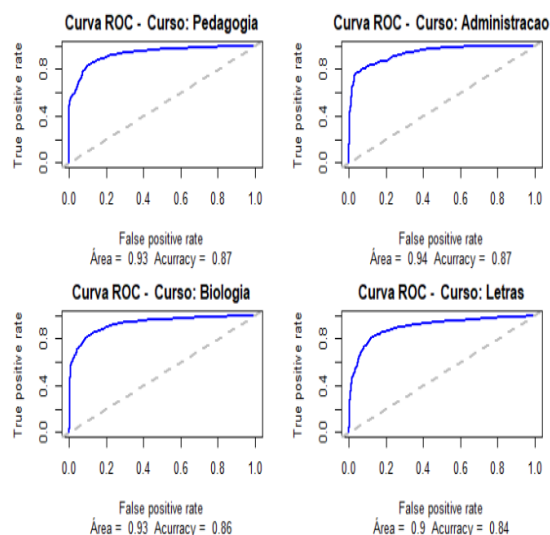 Curva ROC - Curso: Pedagogia
True positive rate
0.0 0.4 0.8
0.0 0.2 0.4 0.6 0.8 1.0
False positive rate
Área = 0.93 Acurracy = 0.87
Curva ROC - Curso: Administracao
True positive rate
0.0 0.4 0.8
0.0 0.2 0.4 0.6 0.8 1.0
False positive rate
Área = 0.94 Acurracy = 0.87
Curva ROC - Curso: Biologia
True positive rate
0.0 0.4 0.8
0.0 0.2 0.4 0.6 0.8 1.0
False positive rate
Área = 0.93 Acurracy = 0.86
Curva ROC - Curso: Letras
True positive rate
0.0 0.4 0.8
0.0 0.2 0.4 0.6 0.8 1.0
False positive rate
Área = 0.9 Acurracy = 0.84